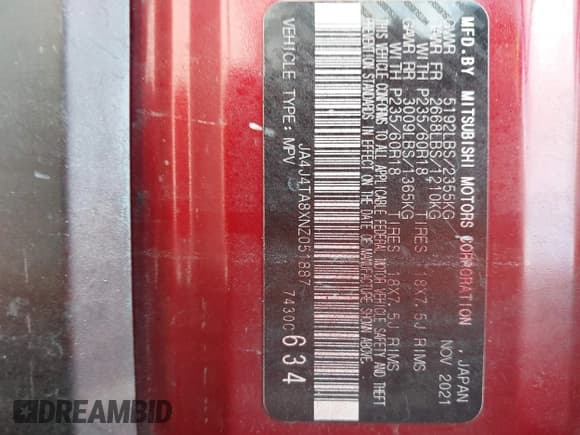 MFD. BY MITSUBISHI MOTORS CORPORATION, JAPAN
GVWR 5192LBS/2355KG NOV 2021
GAWR FR 2668LBS/1210KG
WITH P235/60R18 TIRES 18X7.5J RIMS
GAWR RR 3009LBS/1365KG
WITH P235/60R18 TIRES 18X7.5J RIMS
THIS VEHICLE CONFORMS TO ALL APPLICABLE FEDERAL MOTOR VEHICLE SAFETY AND THEFT
PREVENTION STANDARDS IN EFFECT ON THE DATE OF MANUFACTURE SHOWN ABOVE.
JA4J4TA8XNZ051887 7430C634
VEHICLE TYPE: MPV
DREAMBID